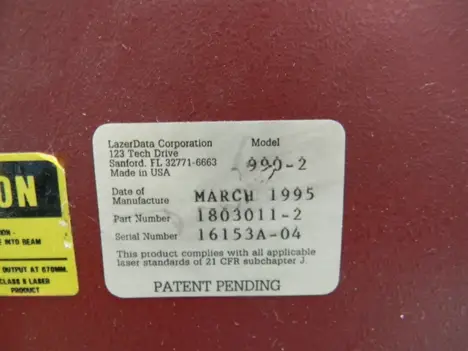 LazerData Corporation
123 Tech Drive
Sanford, FL 32771-6663
Made in USA
Model
990-2
Date of
Manufacture MARCH 1995
Part Number 1803011-2
Serial Number 16153A-04
This product complies with all applicable
laser standards of 21 CFR subchapter J.
PATENT PENDING
ON
ION -
E INTO BEAM
OUTPUT AT 670MM.
CLASS II LASER
PRODUCT